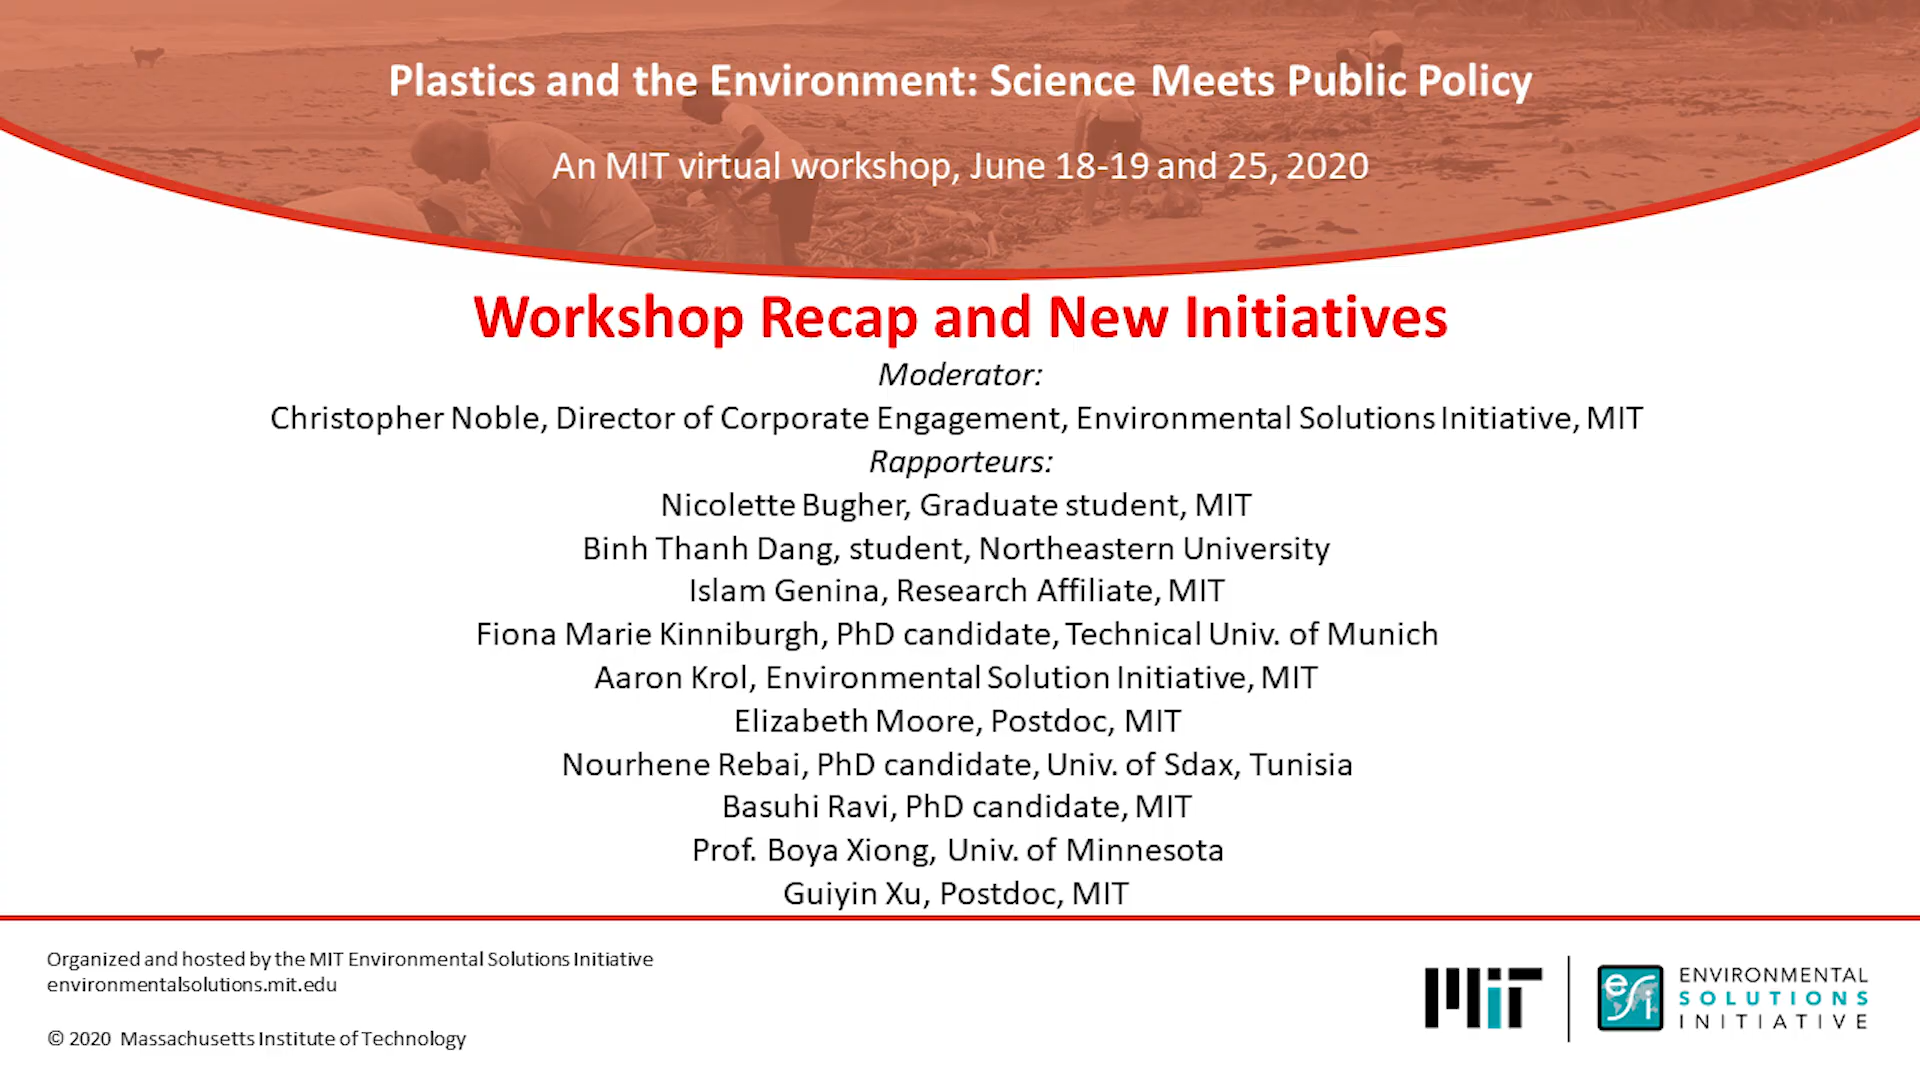 Plastics and the Environment: Science Meets Public Policy
An MIT virtual workshop, June 18-19 and 25, 2020
Workshop Recap and New Initiatives
Moderator:
Christopher Noble, Director of Corporate Engagement, Environmental Solutions Initiative, MIT
Rapporteurs:
Nicolette Bugher, Graduate student, MIT
Binh Thanh Dang, student, Northeastern University
Islam Genina, Research Affiliate, MIT
Fiona Marie Kinniburgh, PhD candidate, Technical Univ. of Munich
Aaron Krol, Environmental Solution Initiative, MIT
Elizabeth Moore, Postdoc, MIT
Nourhene Rebai, PhD candidate, Univ. of Sdax, Tunisia
Basuhi Ravi, PhD candidate, MIT
Prof. Boya Xiong, Univ. of Minnesota
Guiyin Xu, Postdoc, MIT
Organized and hosted by the MIT Environmental Solutions Initiative
environmentalsolutions.mit.edu
© 2020 Massachusetts Institute of Technology
MIT
esi
ENVIRONMENTAL
SOLUTIONS
INITIATIVE